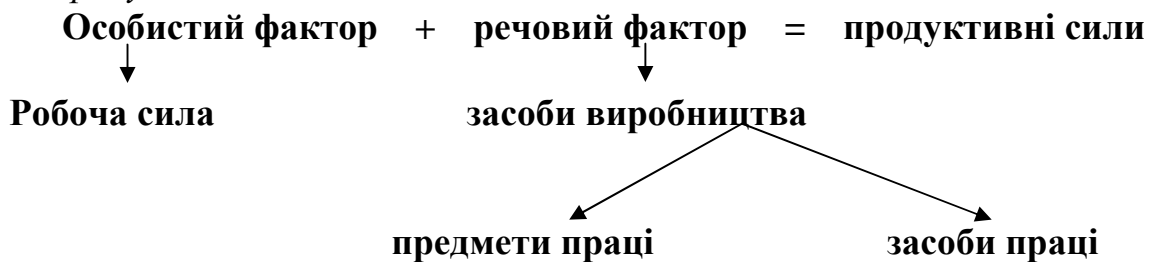 Особистий фактор + речовий фактор = продуктивні сили
Робоча сила засоби виробництва
предмети праці засоби праці